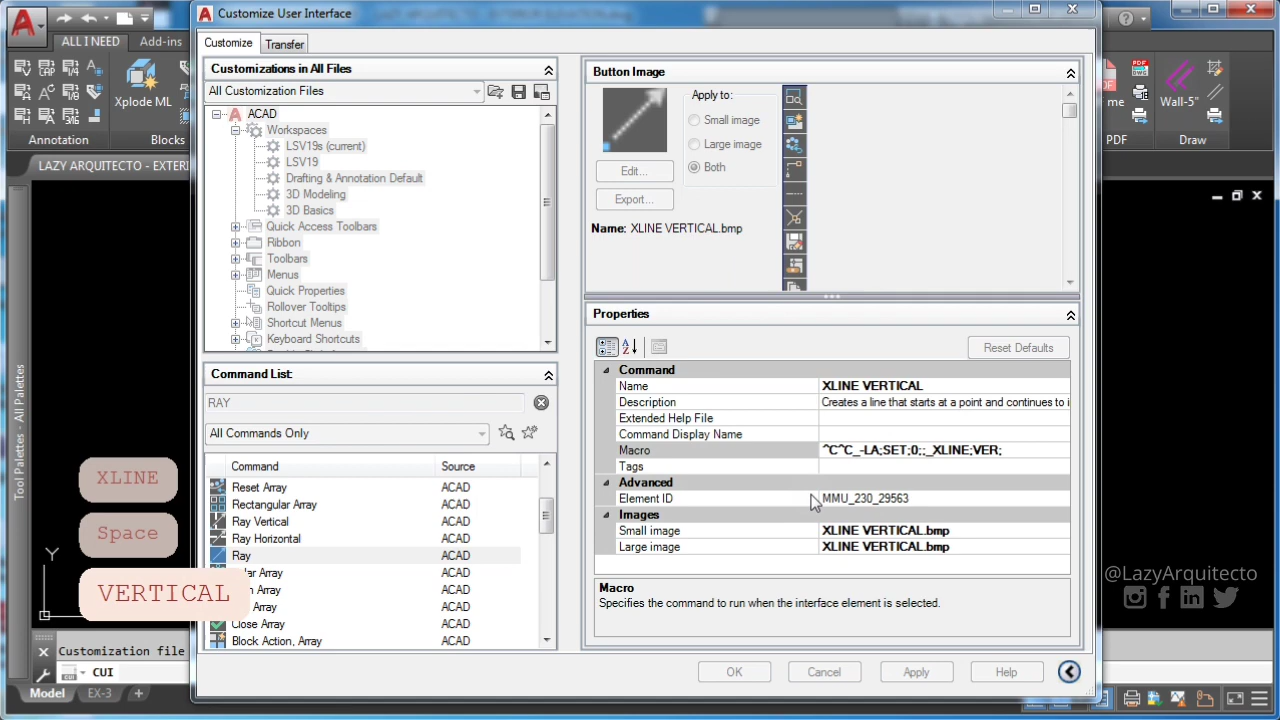 Customize User Interface
ALL I NEED
Add-ins
Xplode ML
Annotation
Blocks
me
Wall-5"
PDF
Draw
LAZY ARQUITECTO - EXTERI
Customize
Transfer
Customizations in All Files
All Customization Files
ACAD
Workspaces
LSV19s (current)
LSV19
Drafting & Annotation Default
3D Modeling
3D Basics
Quick Access Toolbars
Ribbon
Toolbars
Menus
Quick Properties
Rollover Tooltips
Shortcut Menus
Keyboard Shortcuts
Command List:
RAY
All Commands Only
Command Source
Reset Array ACAD
Rectangular Array ACAD
Ray Vertical ACAD
Ray Horizontal ACAD
Ray ACAD
lar Array ACAD
n Array ACAD
Array ACAD
Close Array ACAD
Block Action, Array ACAD
Button Image
Apply to:
Small image
Large image
Both
Edit...
Export...
Name: XLINE VERTICAL.bmp
Properties
Reset Defaults
Command
Name XLINE VERTICAL
Description Creates a line that starts at a point and continues to i
Extended Help File
Command Display Name
Macro ^C^C_-LA;SET;0;;_XLINE;VER;
Tags
Advanced
Element ID MMU_230_29563
Images
Small image XLINE VERTICAL.bmp
Large image XLINE VERTICAL.bmp
Macro
Specifies the command to run when the interface element is selected.
OK
Cancel
Apply
Help
Tool Palettes - All Palettes
XLINE
Space
VERTICAL
Y
@LazyArquitecto
Customization file
CUI
Model
EX-3